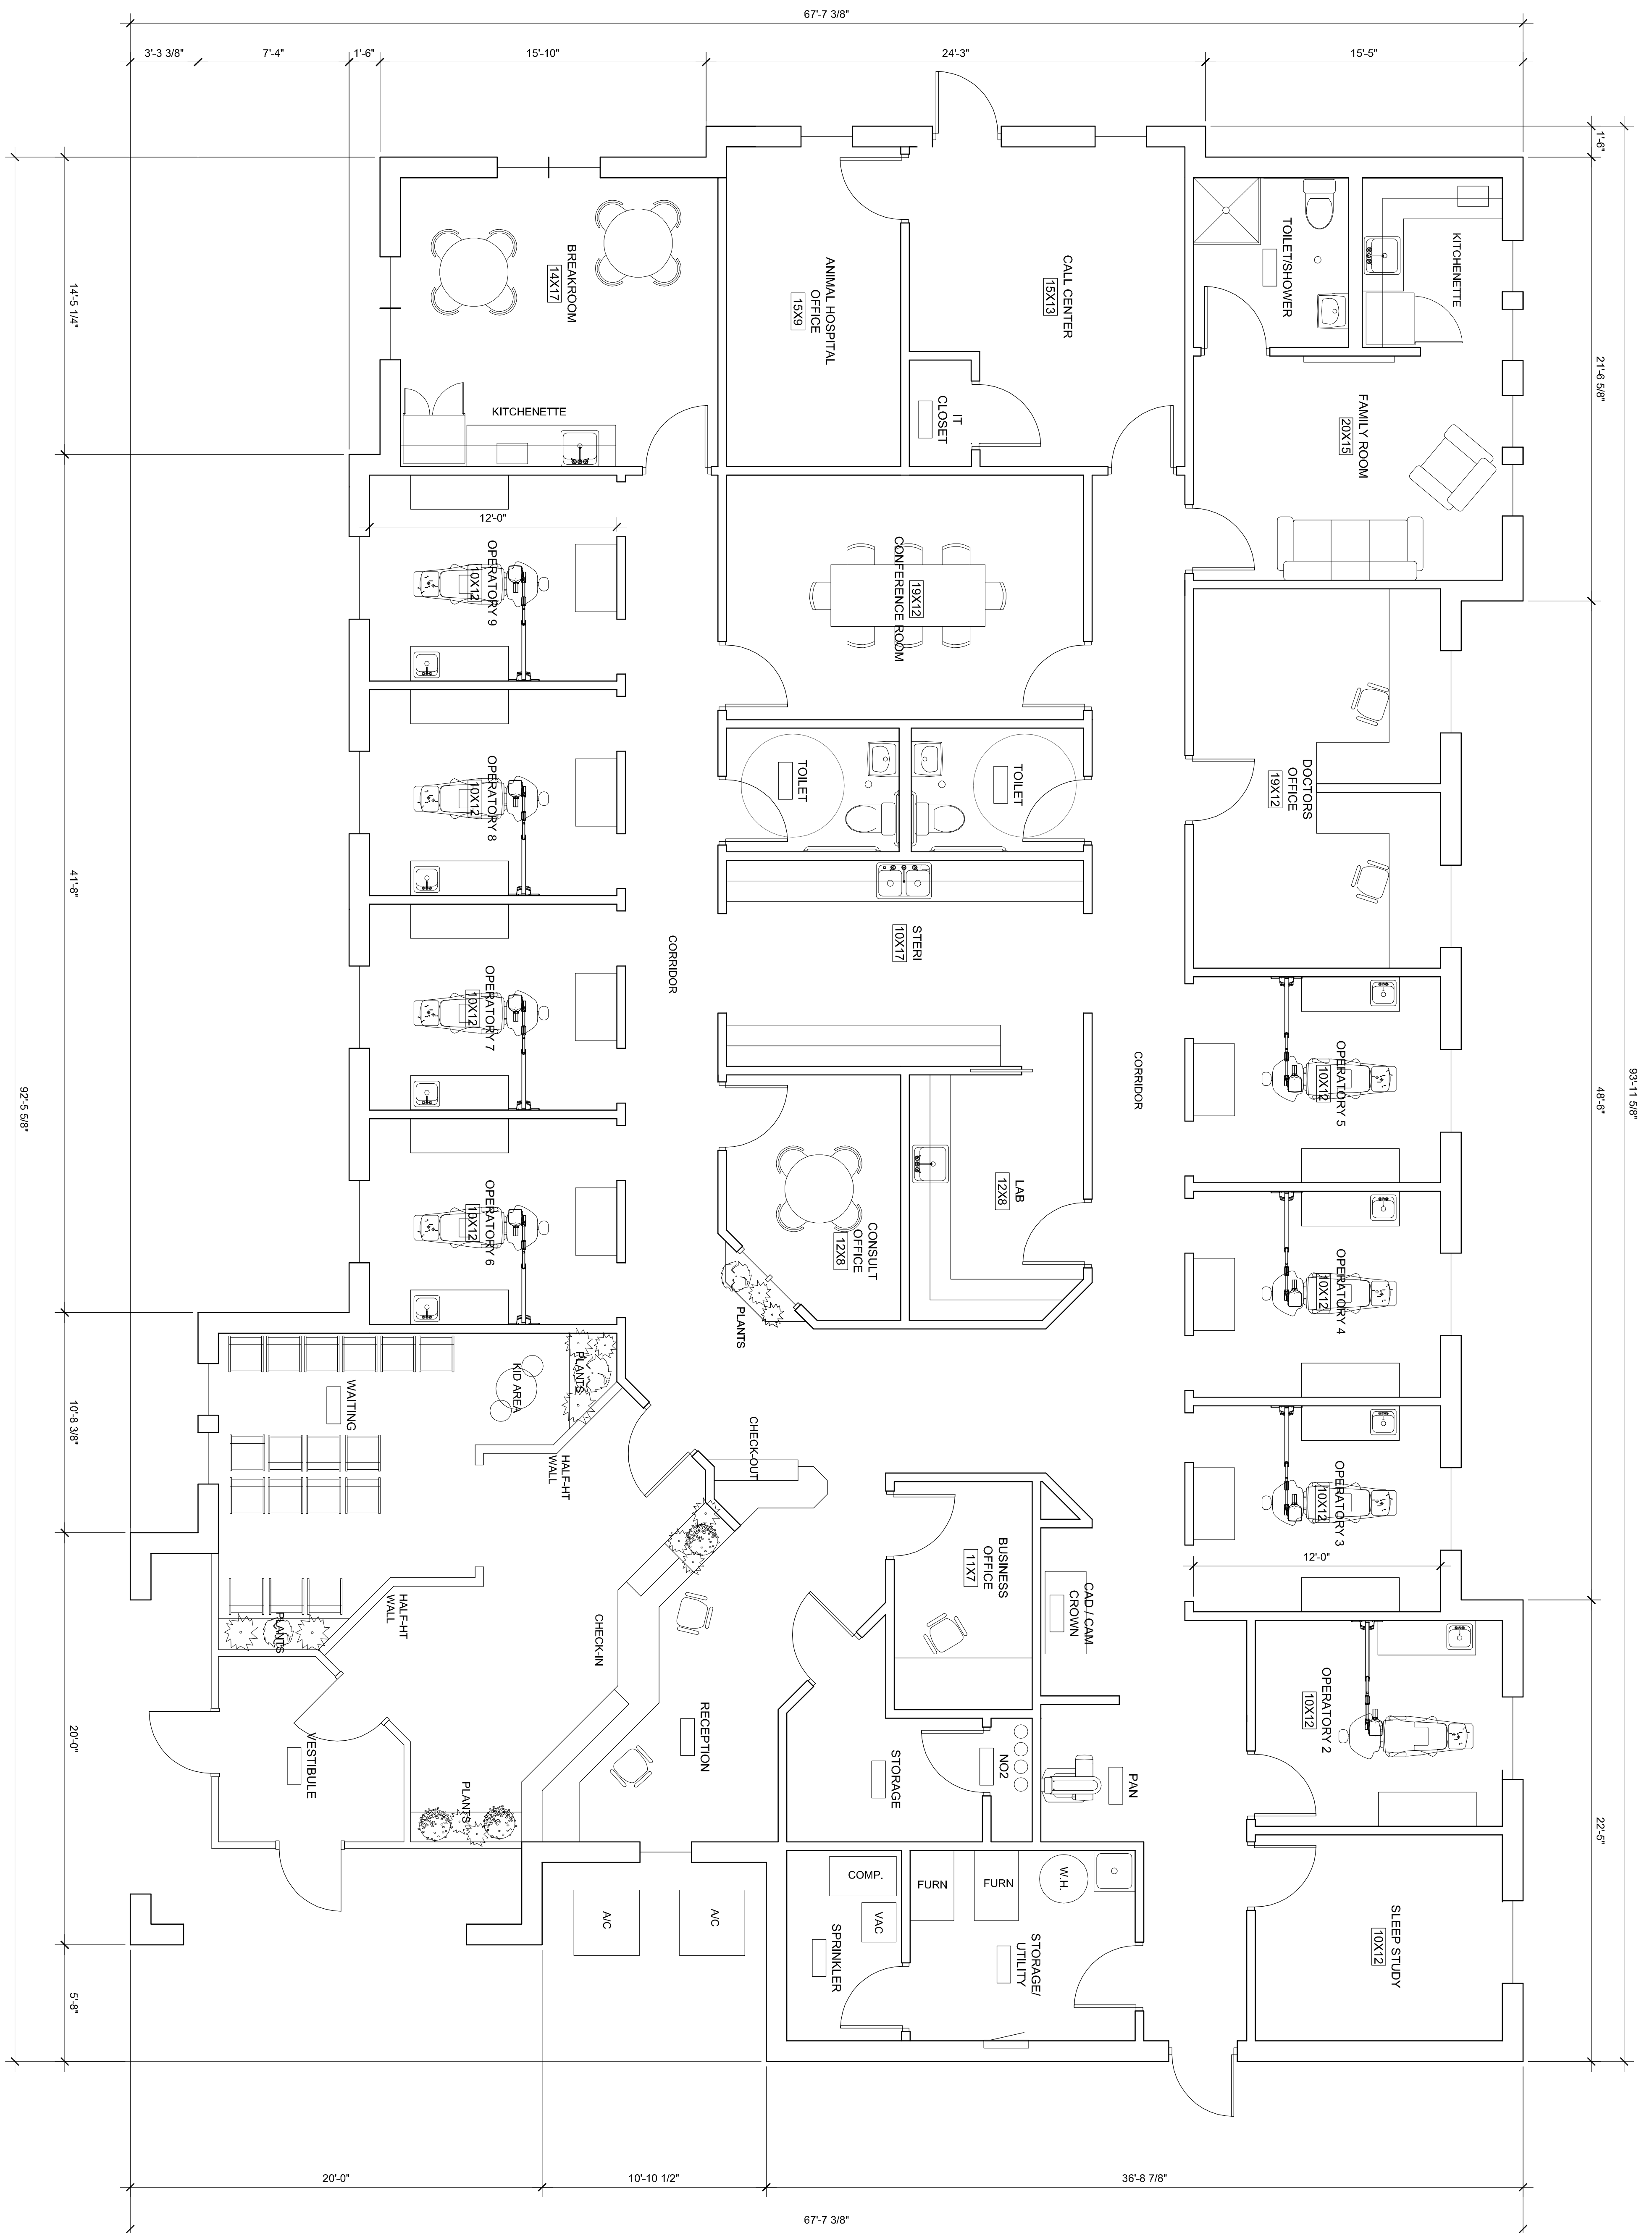 67'-7 3/8"
3'-3 3/8"
7'-4"
1'-6"
15'-10"
24'-3"
15'-5"
1'-6"
21'-6 5/8"
48'-6"
22'-5"
93'-11 5/8"
14'-5 1/4"
41'-8"
10'-8 3/8"
20'-0"
5'-8"
92'-5 5/8"
BREAKROOM
14X17
KITCHENETTE
ANIMAL HOSPITAL
OFFICE
15X9
CALL CENTER
15X13
IT
CLOSET
TOILET/SHOWER
KITCHENETTE
FAMILY ROOM
20X15
12'-0"
OPERATORY 9
10X12
CONFERENCE ROOM
19X12
OPERATORY 8
10X12
TOILET
TOILET
DOCTORS
OFFICE
19X12
CORRIDOR
STERI
10X17
OPERATORY 7
10X12
CORRIDOR
OPERATORY 5
10X12
OPERATORY 6
10X12
CONSULT
OFFICE
12X8
LAB
12X8
PLANTS
OPERATORY 4
10X12
WAITING
KID AREA
PLANTS
HALF-HT
WALL
CHECK-OUT
OPERATORY 3
10X12
12'-0"
BUSINESS
OFFICE
11X7
CAD / CAM
CROWN
HALF-HT
WALL
PLANTS
CHECK-IN
RECEPTION
VESTIBULE
PLANTS
STORAGE
NO2
PAN
OPERATORY 2
10X12
COMP.
VAC
FURN
FURN
W.H.
A/C
A/C
SPRINKLER
STORAGE/
UTILITY
SLEEP STUDY
10X12
20'-0"
10'-10 1/2"
36'-8 7/8"
67'-7 3/8"